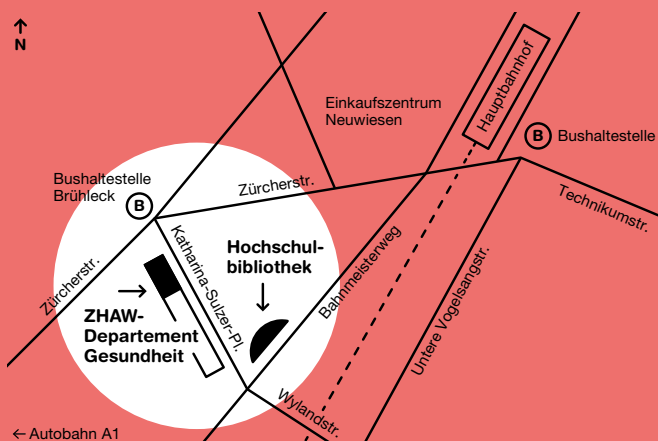 N
Hauptbahnhof
Einkaufszentrum
Neuwiesen
B
Bushaltestelle
Bushaltestelle
Brühleck
B
Zürcherstr.
Technikumstr.
Zürcherstr.
Katharina-Sulzer-Pl.
Hochschul-
bibliothek
Bahnmeisterweg
Untere Vogelsangstr.
ZHAW-
Departement
Gesundheit
Wylandstr.
← Autobahn A1